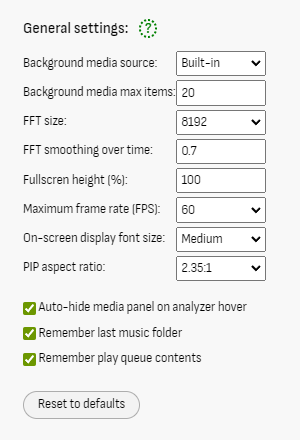 General settings: ?
Background media source: Built-in
Background media max items: 20
FFT size: 8192
FFT smoothing over time: 0.7
Fullscren height (%): 100
Maximum frame rate (FPS): 60
On-screen display font size: Medium
PIP aspect ratio: 2.35:1
Auto-hide media panel on analyzer hover
Remember last music folder
Remember play queue contents
Reset to defaults